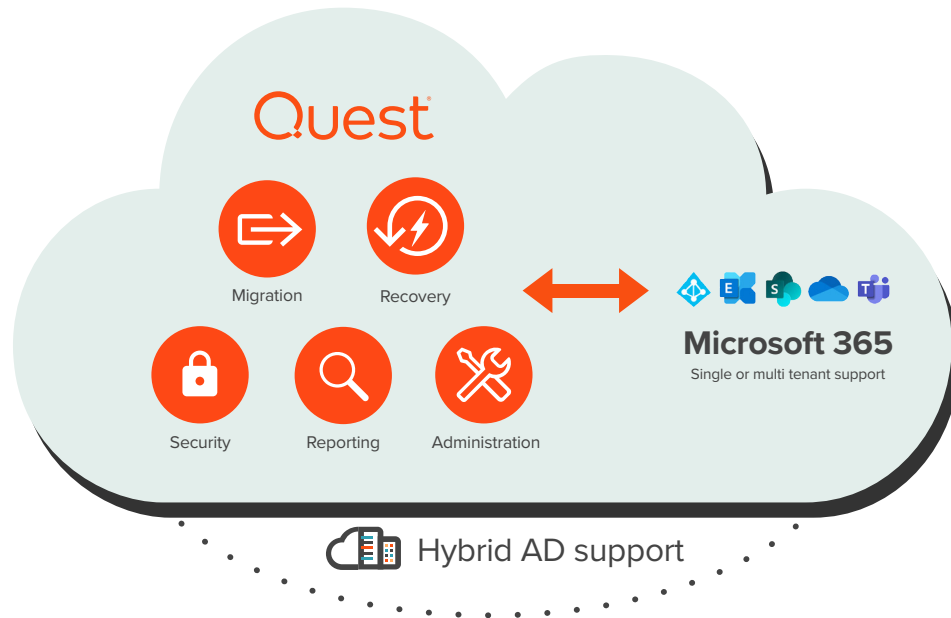 Quest
Migration
Recovery
Security
Reporting
Administration
E
S
T
Microsoft 365
Single or multi tenant support
Hybrid AD support